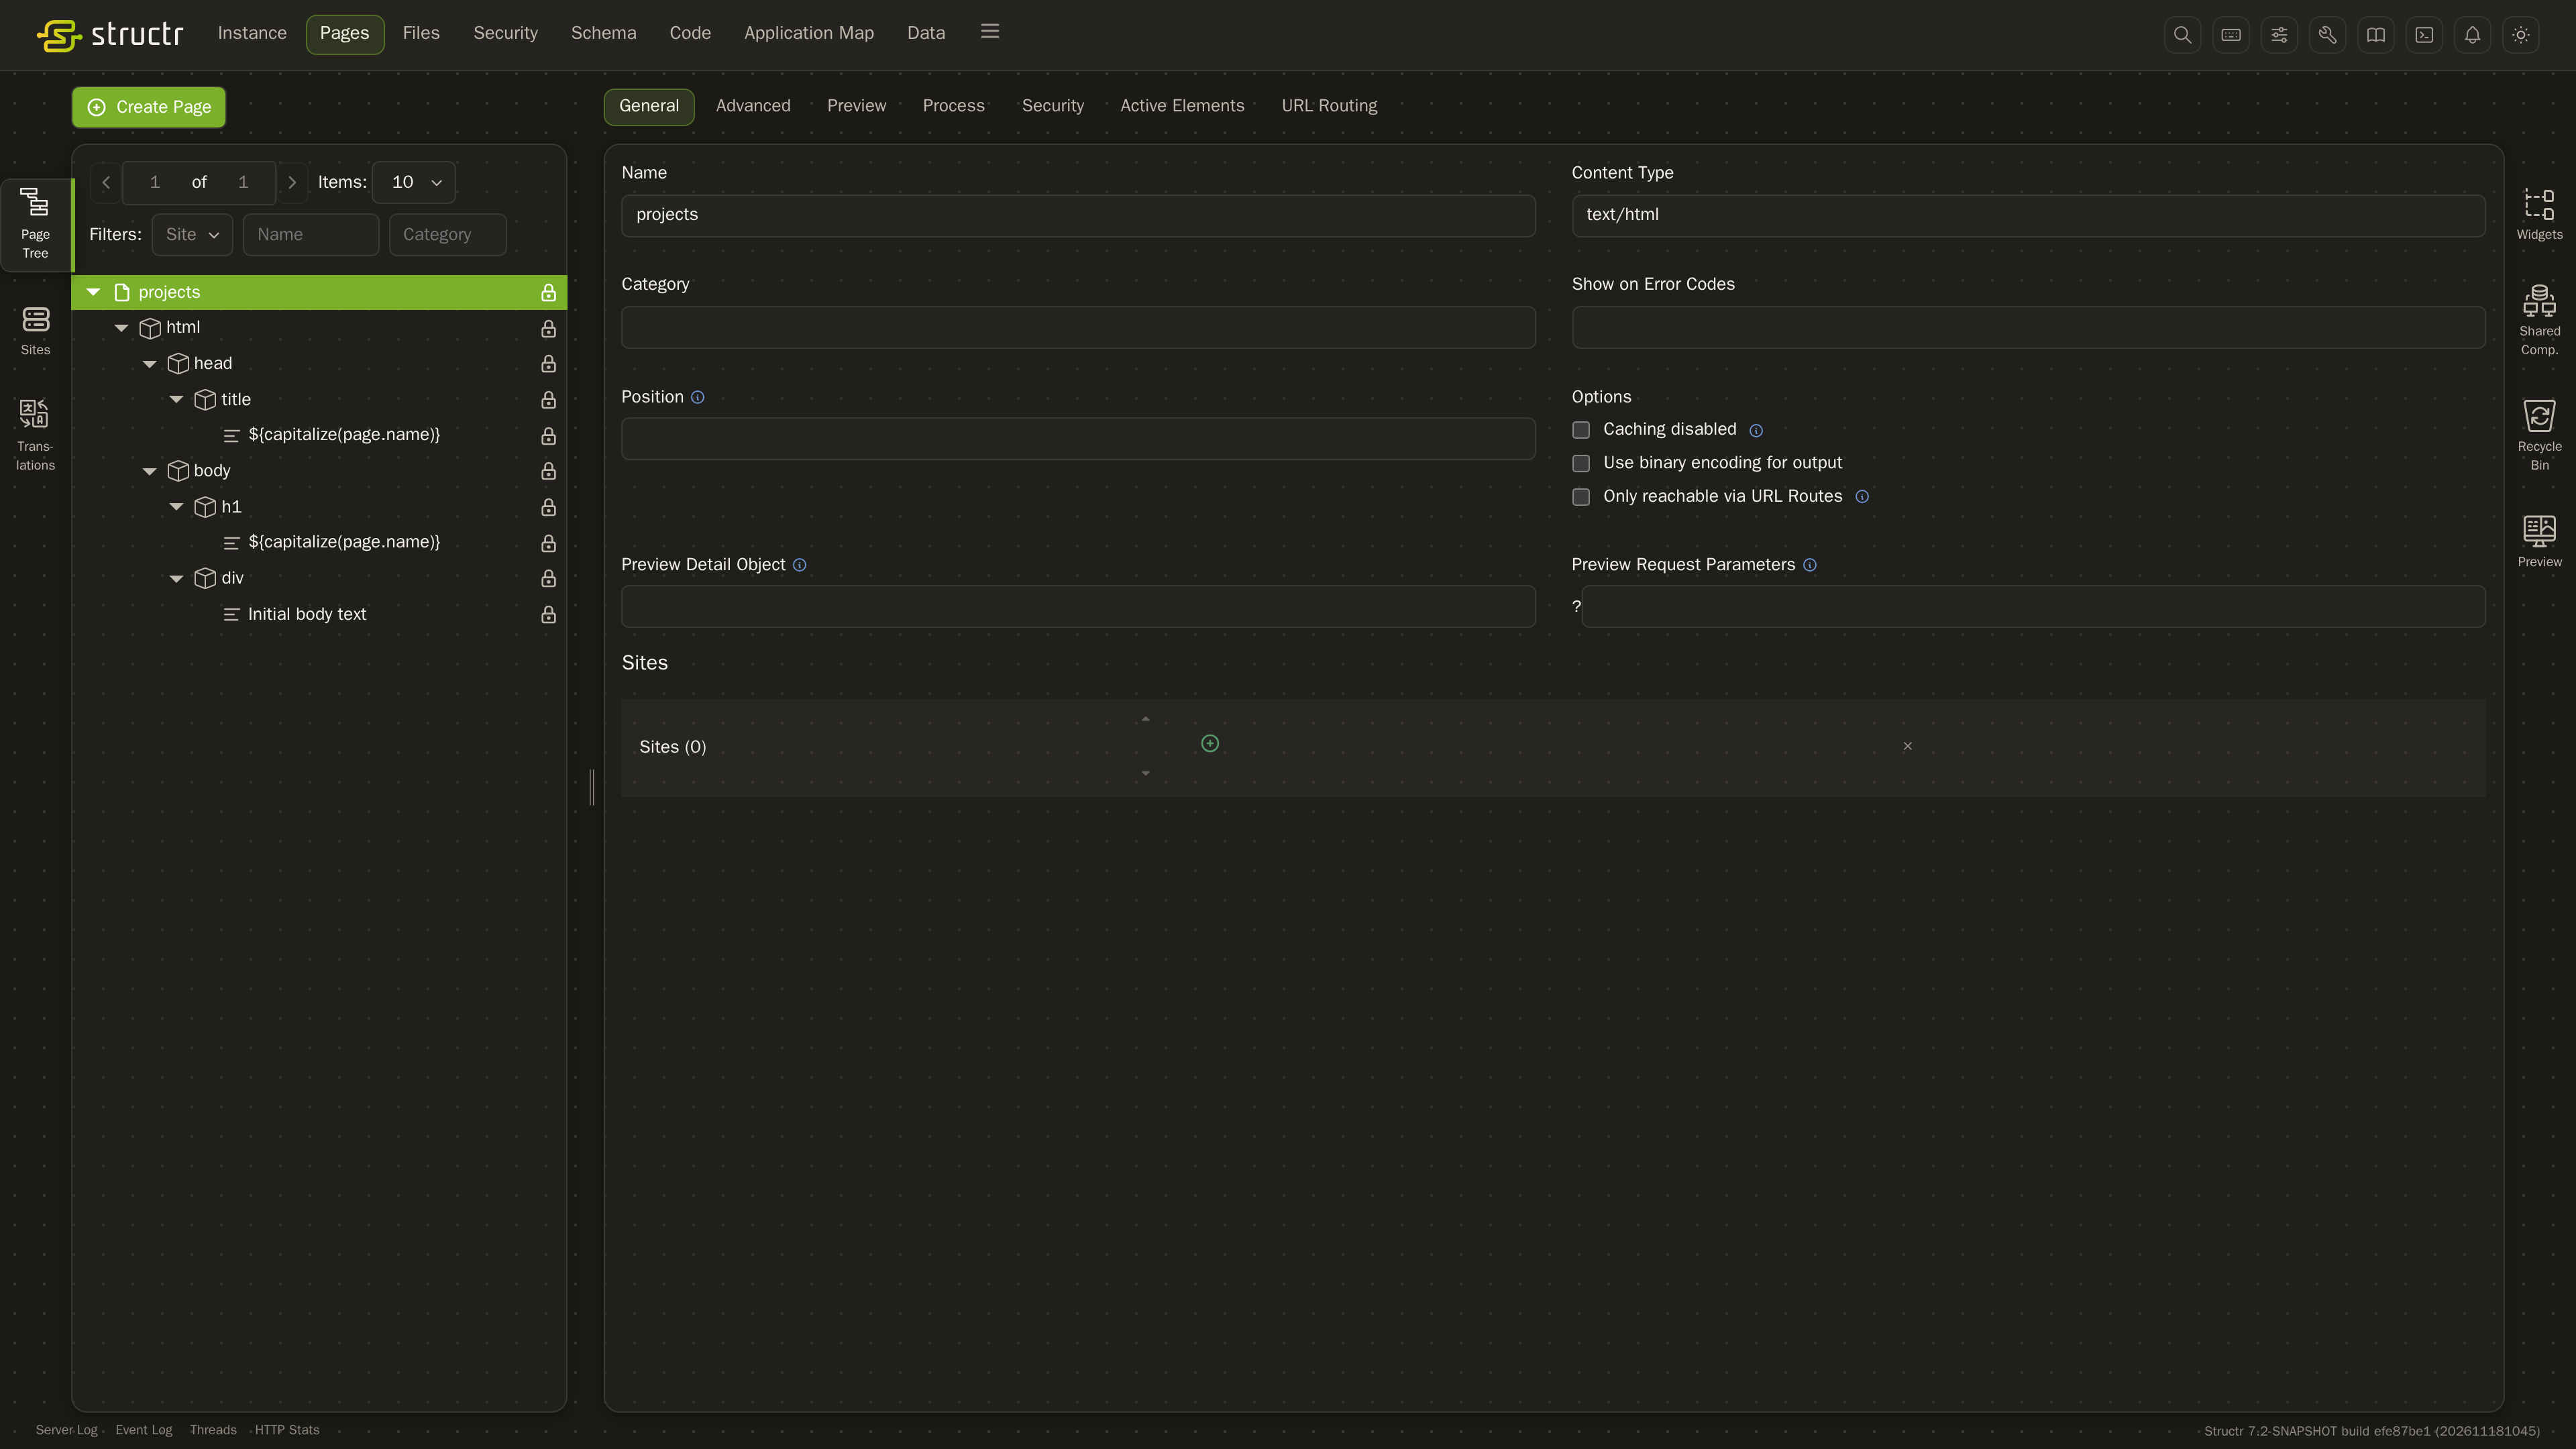 structr Instance Pages Files Security Schema Code Application Map Data
Create Page
General Advanced Preview Process Security Active Elements URL Routing
1 of 1 Items: 10
Filters: Site Name Category
Page
Tree
Sites
Trans-
lations
projects
html
head
title
${capitalize(page.name)}
body
h1
${capitalize(page.name)}
div
Initial body text
Name
projects
Content Type
text/html
Category
Show on Error Codes
Position
Options
Caching disabled
Use binary encoding for output
Only reachable via URL Routes
Preview Detail Object
Preview Request Parameters
?
Sites
Sites (0)
Widgets
Shared
Comp.
Recycle
Bin
Preview
Server Log Event Log Threads HTTP Stats
Structr 7.2-SNAPSHOT build efe87be1 (202611181045)